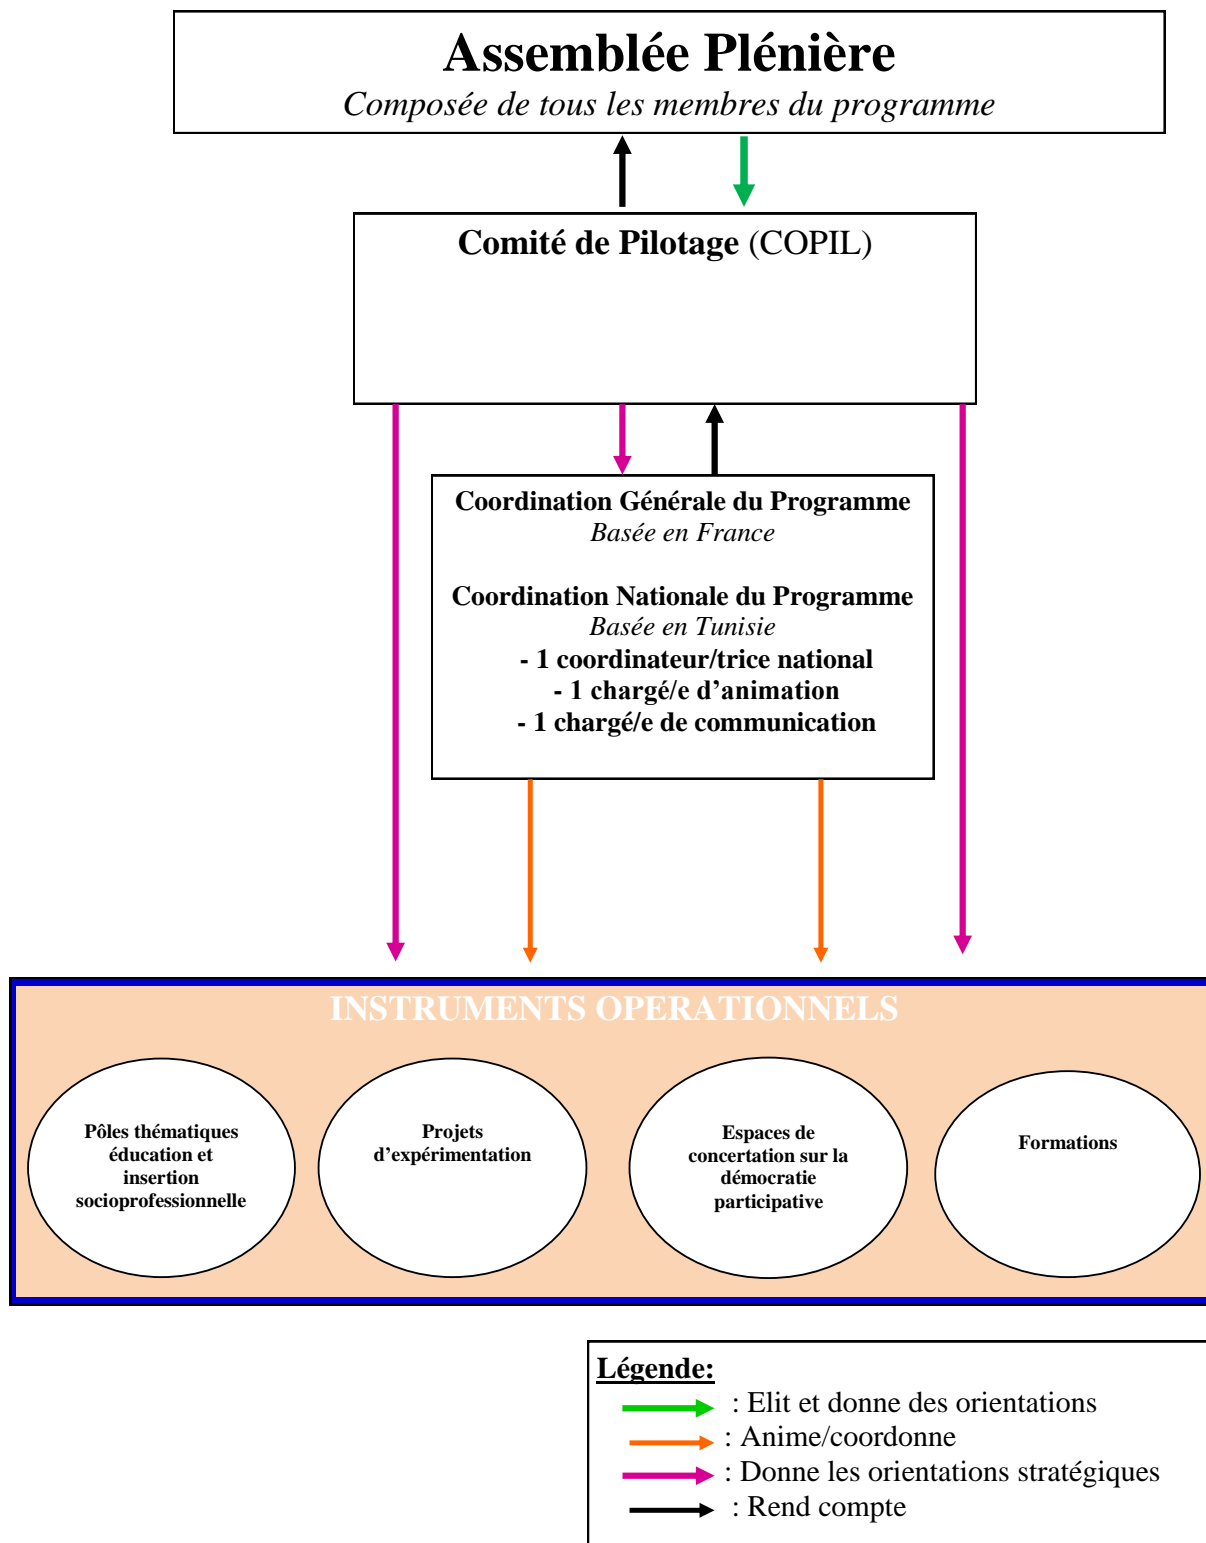 Assemblée Plénière
Composée de tous les membres du programme
Comité de Pilotage (COPIL)
Coordination Générale du Programme
Basée en France
Coordination Nationale du Programme
Basée en Tunisie
- 1 coordinateur/trice national
- 1 chargé/e d’animation
- 1 chargé/e de communication
INSTRUMENTS OPERATIONNELS
Pôles thématiques
éducation et
insertion
socioprofessionnelle
Projets
d’expérimentation
Espaces de
concertation sur la
démocratie
participative
Formations
Légende:
: Elit et donne des orientations
: Anime/coordonne
: Donne les orientations stratégiques
: Rend compte